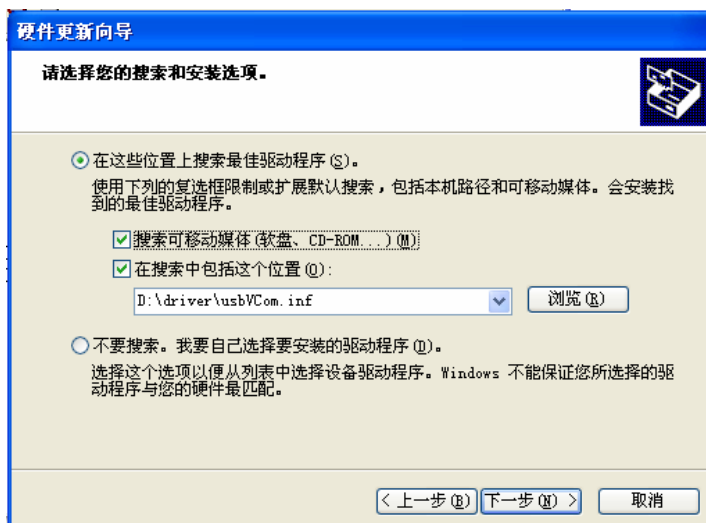 硬件更新向导
请选择您的搜索和安装选项。
在这些位置上搜索最佳驱动程序(S)。
使用下列的复选框限制或扩展默认搜索，包括本机路径和可移动媒体。会安装找
到的最佳驱动程序。
搜索可移动媒体(软盘、CD-ROM...)(M)
在搜索中包括这个位置(O):
D:\driver\usbVCom.inf
浏览(R)
不要搜索。我要自己选择要安装的驱动程序(D)。
选择这个选项以便从列表中选择设备驱动程序。Windows 不能保证您所选择的驱
动程序与您的硬件最匹配。
< 上一步(B)
下一步(N) >
取消